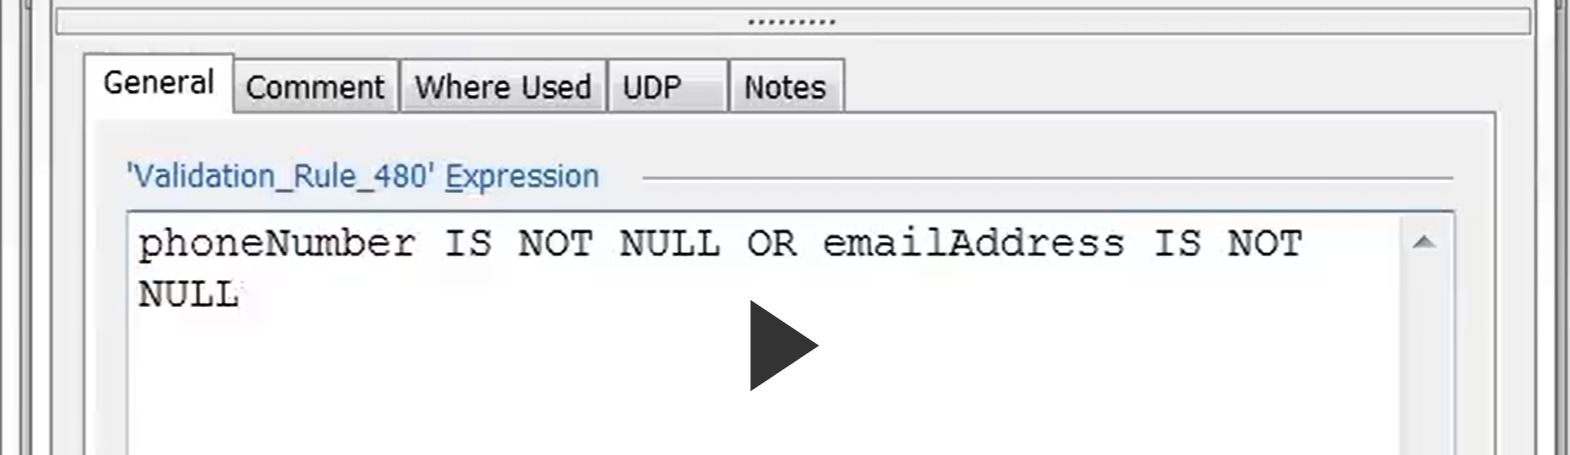 General Comment Where Used UDP Notes
'Validation_Rule_480' Expression
phoneNumber IS NOT NULL OR emailAddress IS NOT
NULL